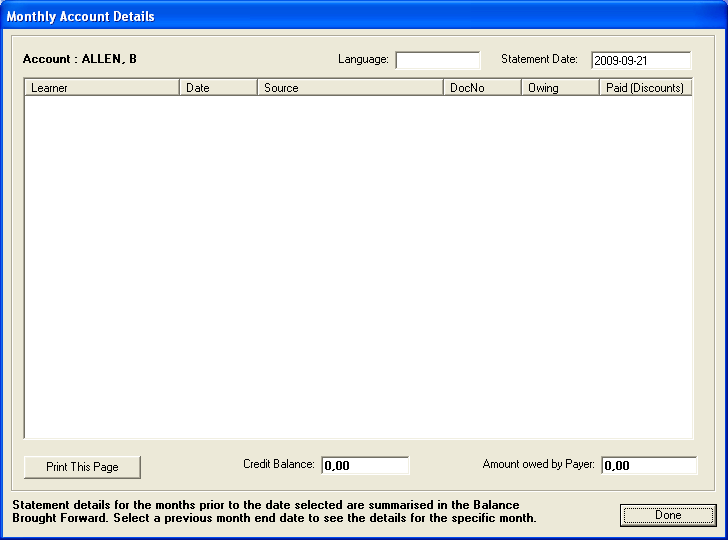 Monthly Account Details
Account : ALLEN, B Language: Statement Date: 2009-09-21
Learner Date Source DocNo Owing Paid (Discounts)
Print This Page Credit Balance: 0,00 Amount owed by Payer: 0,00
Statement details for the months prior to the date selected are summarised in the Balance
Brought Forward. Select a previous month end date to see the details for the specific month.
Done